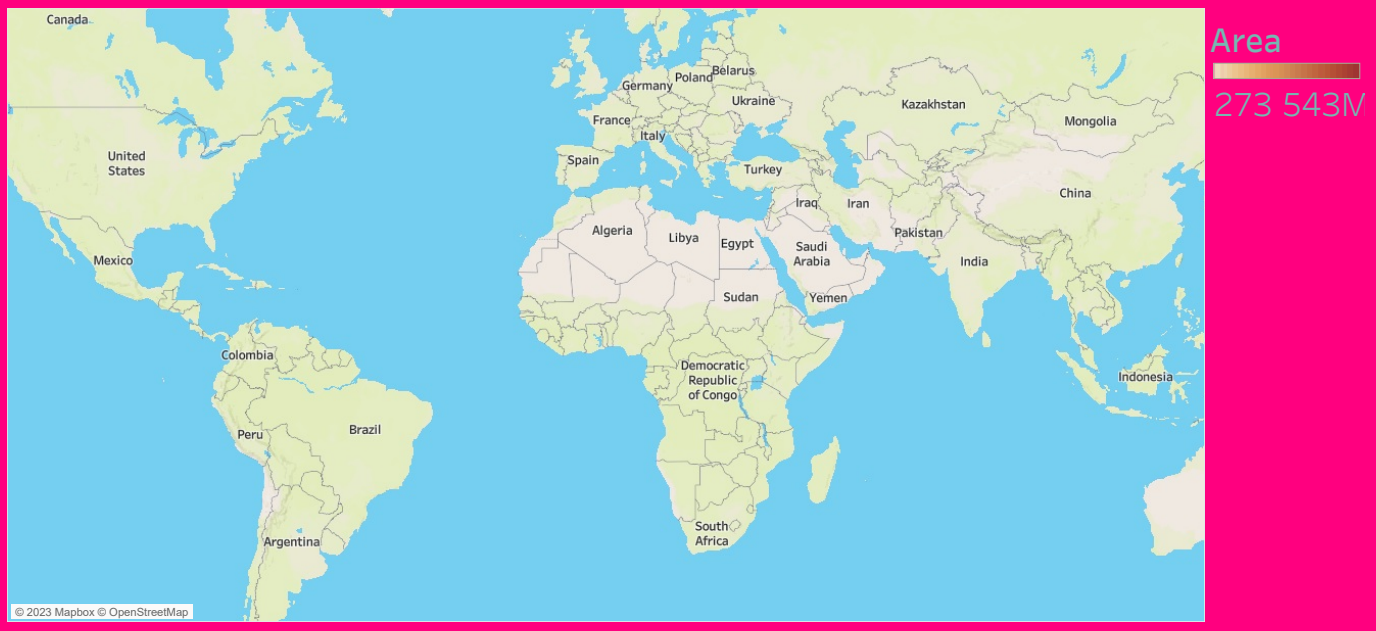 Canada
Area
273 543M
Belarus
Poland
Germany
Ukraine
Kazakhstan
France
Mongolia
Italy
United
States
Spain
Turkey
China
Iraq
Iran
Algeria
Pakistan
Libya
Egypt
Saudi
Arabia
Mexico
India
Sudan
Yemen
Colombia
Democratic
Republic
of Congo
Indonesia
Peru
Brazil
South
Africa
Argentina
© 2023 Mapbox © OpenStreetMap